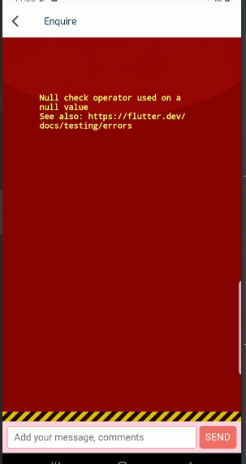 Enquire
Null check operator used on a
null value
See also: https://flutter.dev/
docs/testing/errors
Add your message, comments
SEND